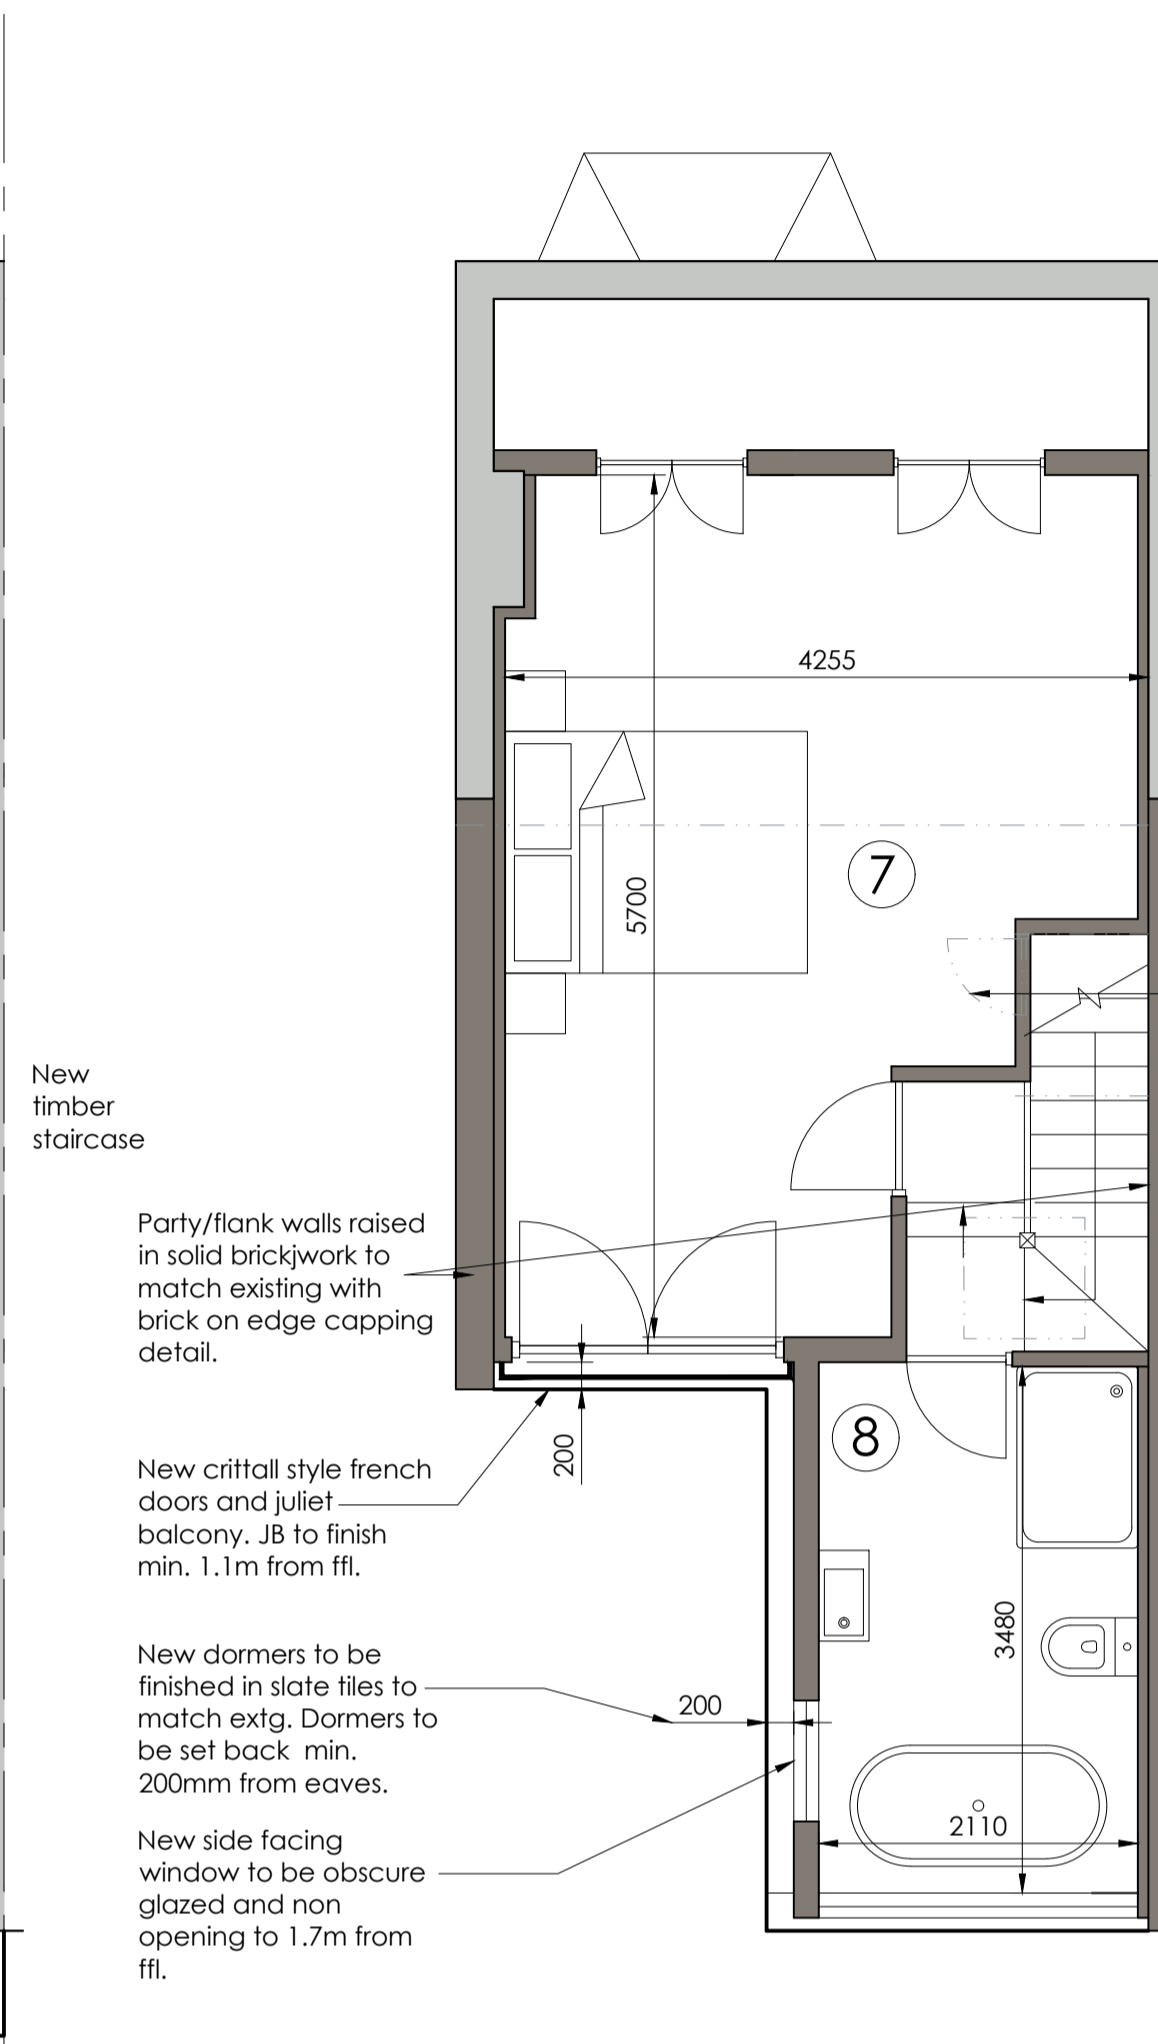 4255
7
5700
New
timber
staircase
Party/flank walls raised
in solid brickjwork to
match existing with
brick on edge capping
detail.
8
200
New crittall style french
doors and juliet
balcony. JB to finish
min. 1.1m from ffl.
3480
New dormers to be
finished in slate tiles to
match extg. Dormers to
be set back min.
200mm from eaves.
200
2110
New side facing
window to be obscure
glazed and non
opening to 1.7m from
ffl.